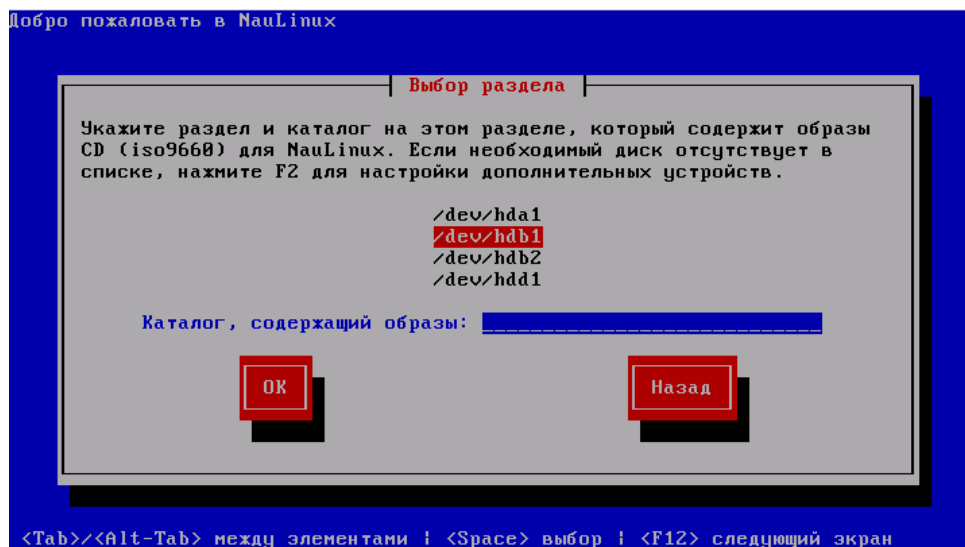 Добро пожаловать в NauLinux
Выбор раздела
Укажите раздел и каталог на этом разделе, который содержит образы
CD (iso9660) для NauLinux. Если необходимый диск отсутствует в
списке, нажмите F2 для настройки дополнительных устройств.
/dev/hda1
/dev/hdb1
/dev/hdb2
/dev/hdd1
Каталог, содержащий образы: ____________________________
OK
Назад
<Tab>/<Alt-Tab> между элементами ¦ <Space> выбор ¦ <F12> следующий экран